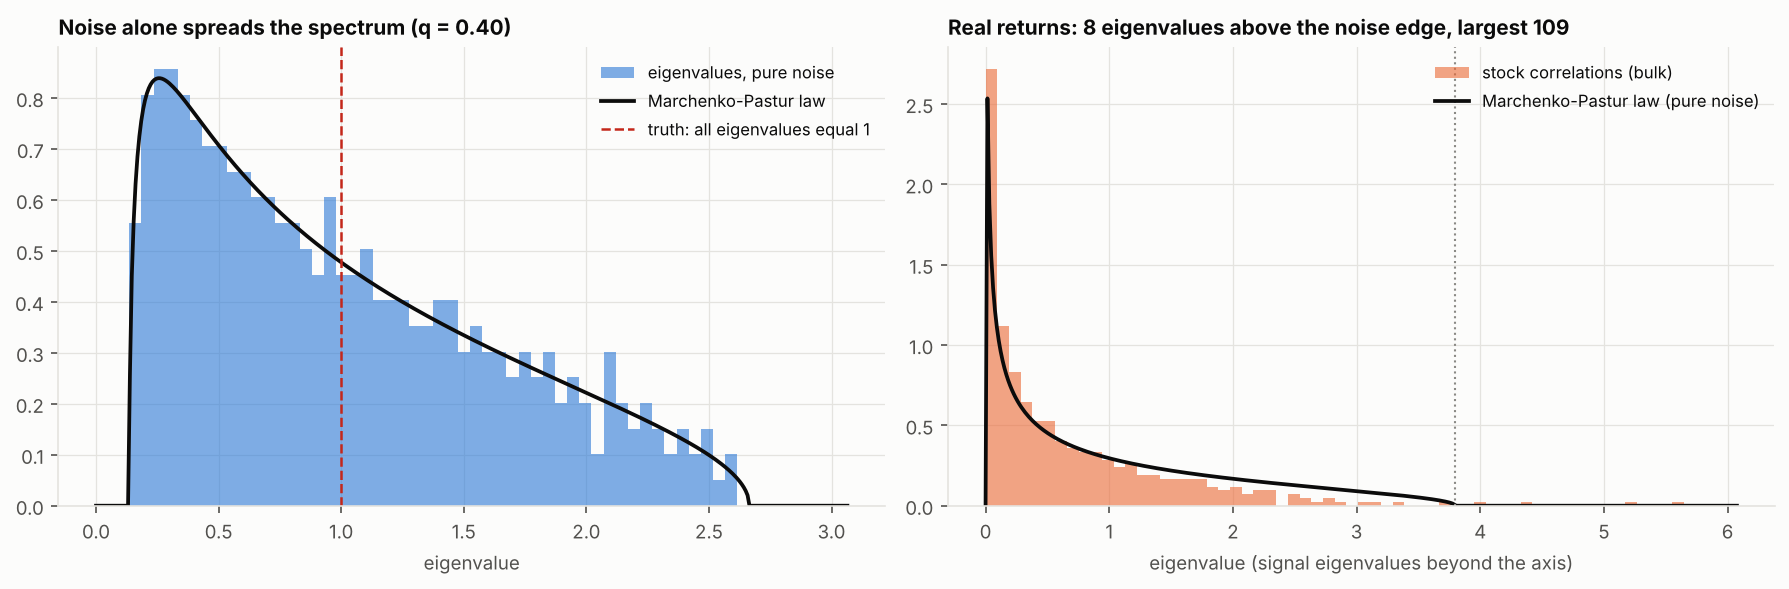 Noise alone spreads the spectrum (q = 0.40)
eigenvalues, pure noise
Marchenko-Pastur law
truth: all eigenvalues equal 1
0.8
0.7
0.6
0.5
0.4
0.3
0.2
0.1
0.0
0.0 0.5 1.0 1.5 2.0 2.5 3.0
eigenvalue
Real returns: 8 eigenvalues above the noise edge, largest 109
stock correlations (bulk)
Marchenko-Pastur law (pure noise)
2.5
2.0
1.5
1.0
0.5
0.0
0 1 2 3 4 5 6
eigenvalue (signal eigenvalues beyond the axis)